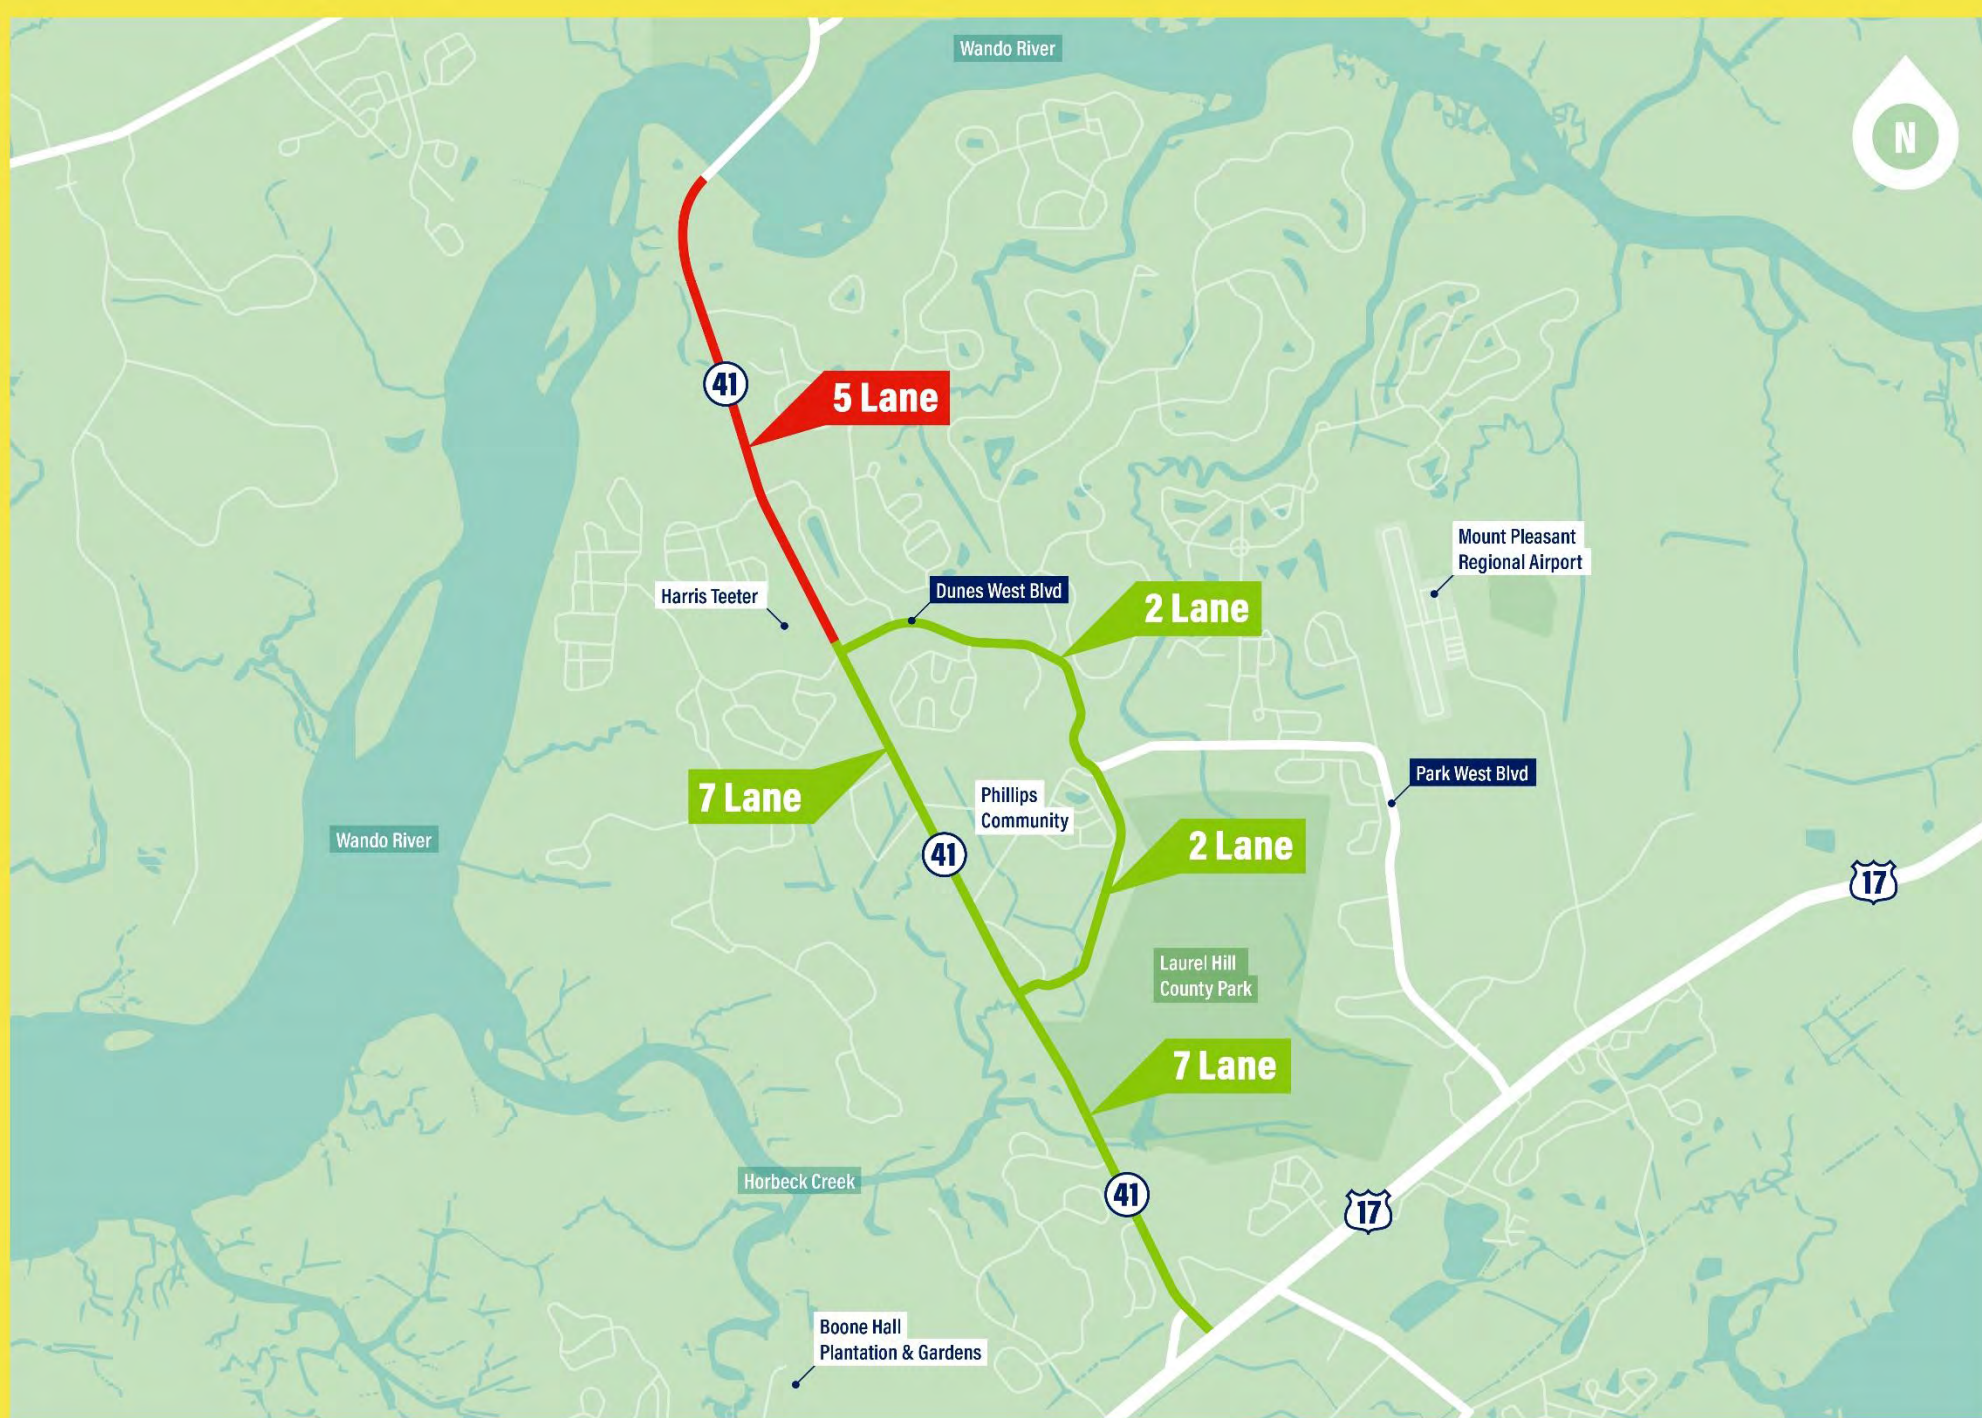 Wando River
N
41
5 Lane
Mount Pleasant
Regional Airport
Harris Teeter
Dunes West Blvd
2 Lane
7 Lane
Phillips
Community
Park West Blvd
Wando River
41
2 Lane
17
Laurel Hill
County Park
7 Lane
Horbeck Creek
41
17
Boone Hall
Plantation & Gardens